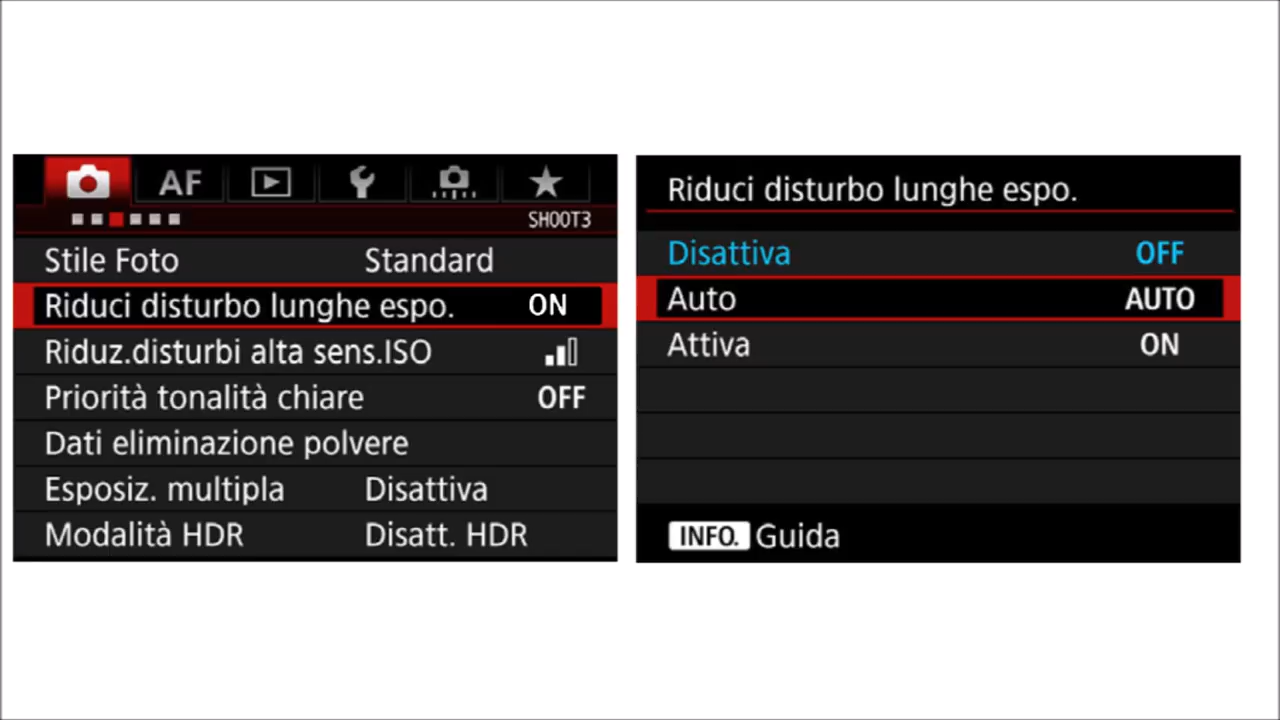 AF
SHOOT3
Stile Foto Standard
Riduci disturbo lunghe espo. ON
Riduz.disturbi alta sens.ISO
Priorità tonalità chiare OFF
Dati eliminazione polvere
Esposiz. multipla Disattiva
Modalità HDR Disatt. HDR
Riduci disturbo lunghe espo.
Disattiva OFF
Auto AUTO
Attiva ON
INFO. Guida